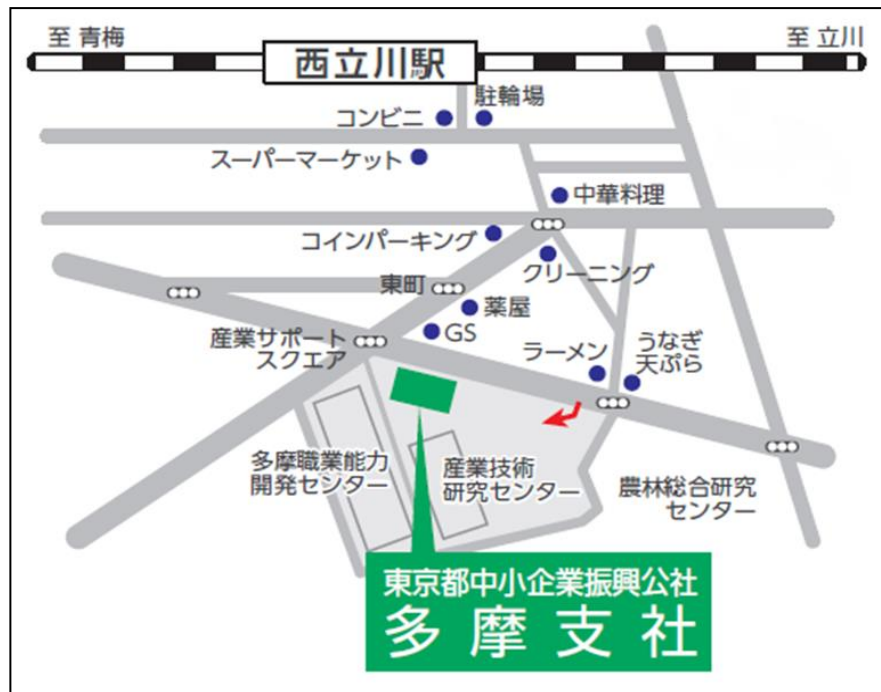 至 青梅
至 立川
西立川駅
駐輪場
コンビニ
スーパーマーケット
中華料理
コインパーキング
クリーニング
東町
薬屋
GS
産業サポート
スクエア
ラーメン
うなぎ
天ぷら
多摩職業能力
開発センター
産業技術
研究センター
農林総合研究
センター
東京都中小企業振興公社
多摩支社